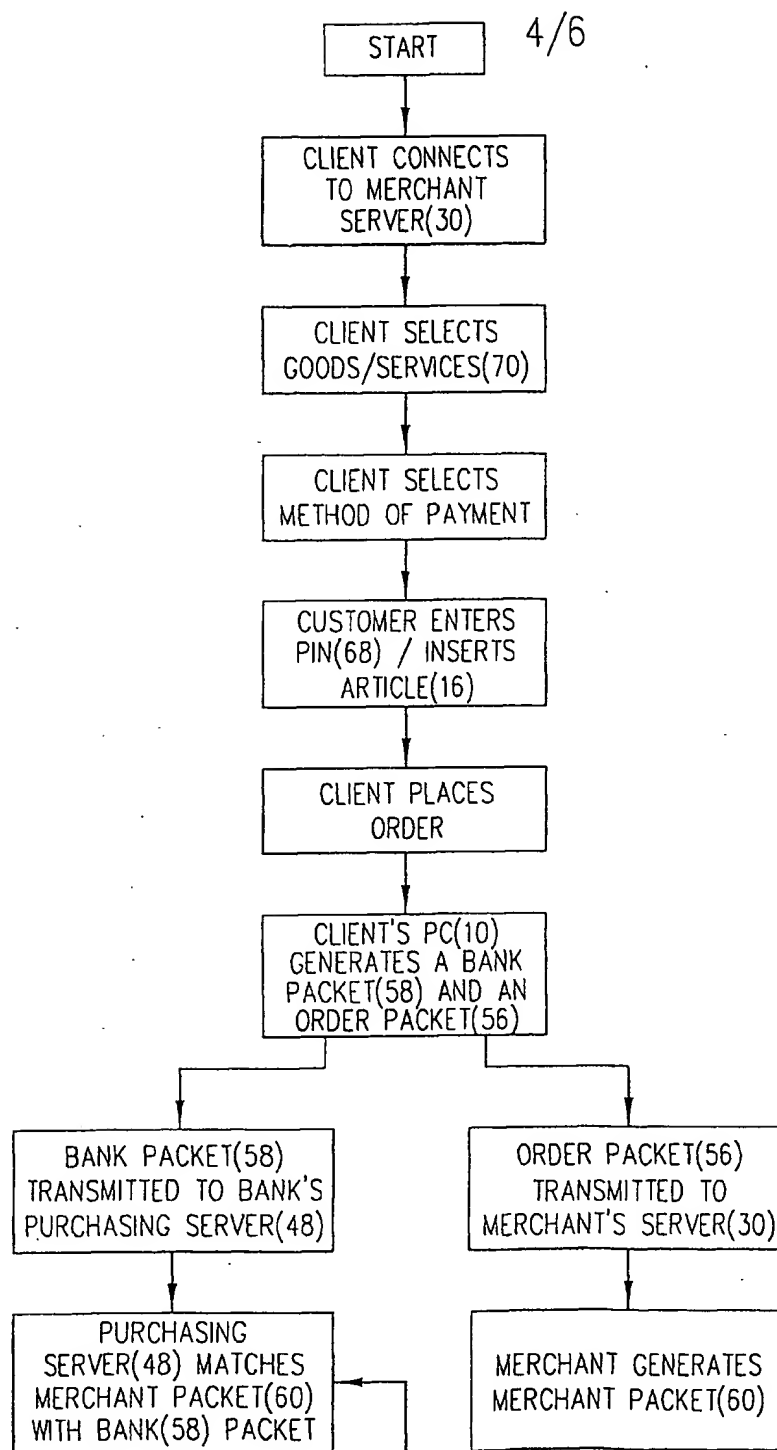 4/6
START
CLIENT CONNECTS
TO MERCHANT
SERVER(30)
CLIENT SELECTS
GOODS/SERVICES(70)
CLIENT SELECTS
METHOD OF PAYMENT
CUSTOMER ENTERS
PIN(68) / INSERTS
ARTICLE(16)
CLIENT PLACES
ORDER
CLIENT'S PC(10)
GENERATES A BANK
PACKET(58) AND AN
ORDER PACKET(56)
BANK PACKET(58)
TRANSMITTED TO BANK'S
PURCHASING SERVER(48)
ORDER PACKET(56)
TRANSMITTED TO
MERCHANT'S SERVER(30)
PURCHASING
SERVER(48) MATCHES
MERCHANT PACKET(60)
WITH BANK(58) PACKET
MERCHANT GENERATES
MERCHANT PACKET(60)